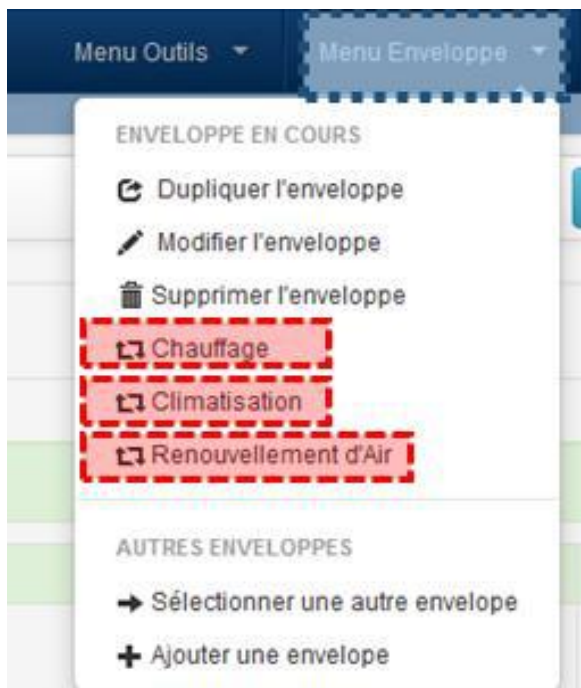 Menu Outils Menu Enveloppe
ENVELOPPE EN COURS
Dupliquer l'enveloppe
Modifier l'enveloppe
Supprimer l'enveloppe
Chauffage
Climatisation
Renouvellement d'Air
AUTRES ENVELOPPES
Sélectionner une autre envelope
Ajouter une envelope